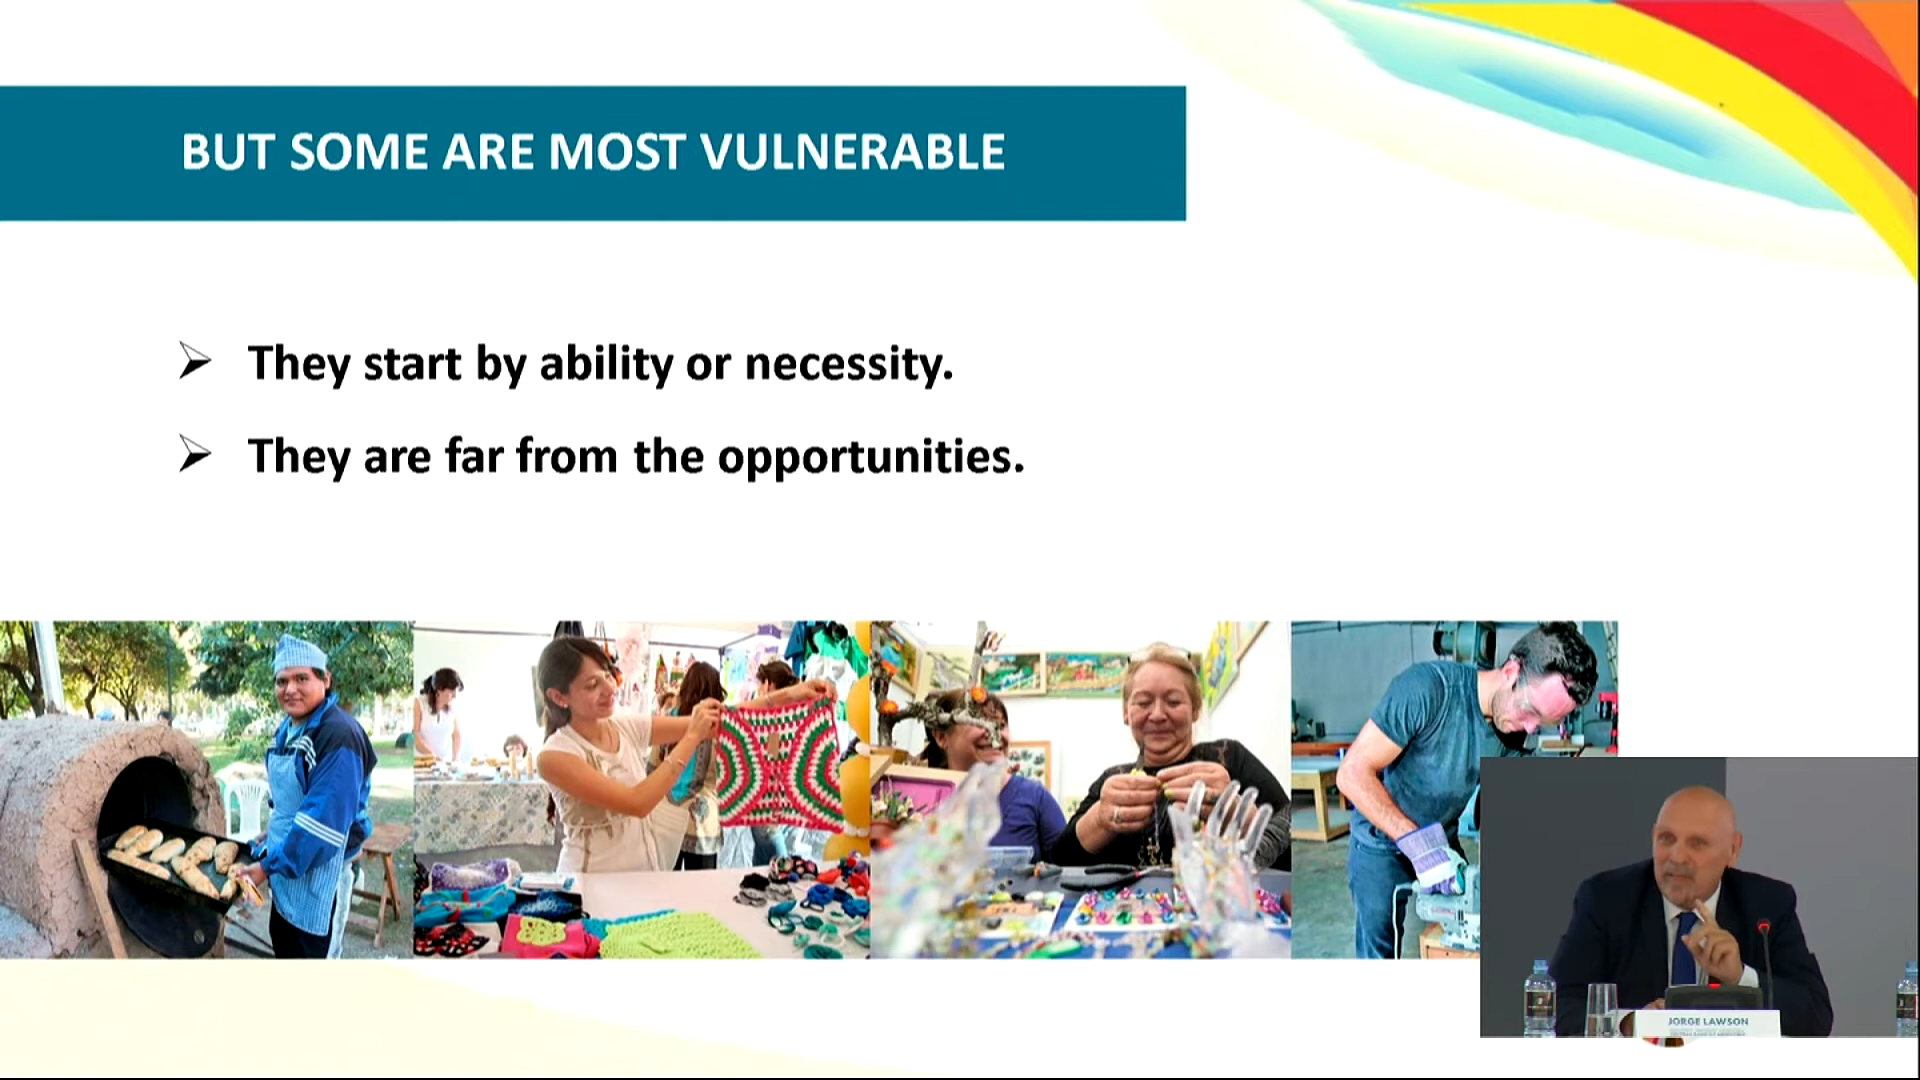 BUT SOME ARE MOST VULNERABLE
They start by ability or necessity.
They are far from the opportunities.
JORGE LAWSON